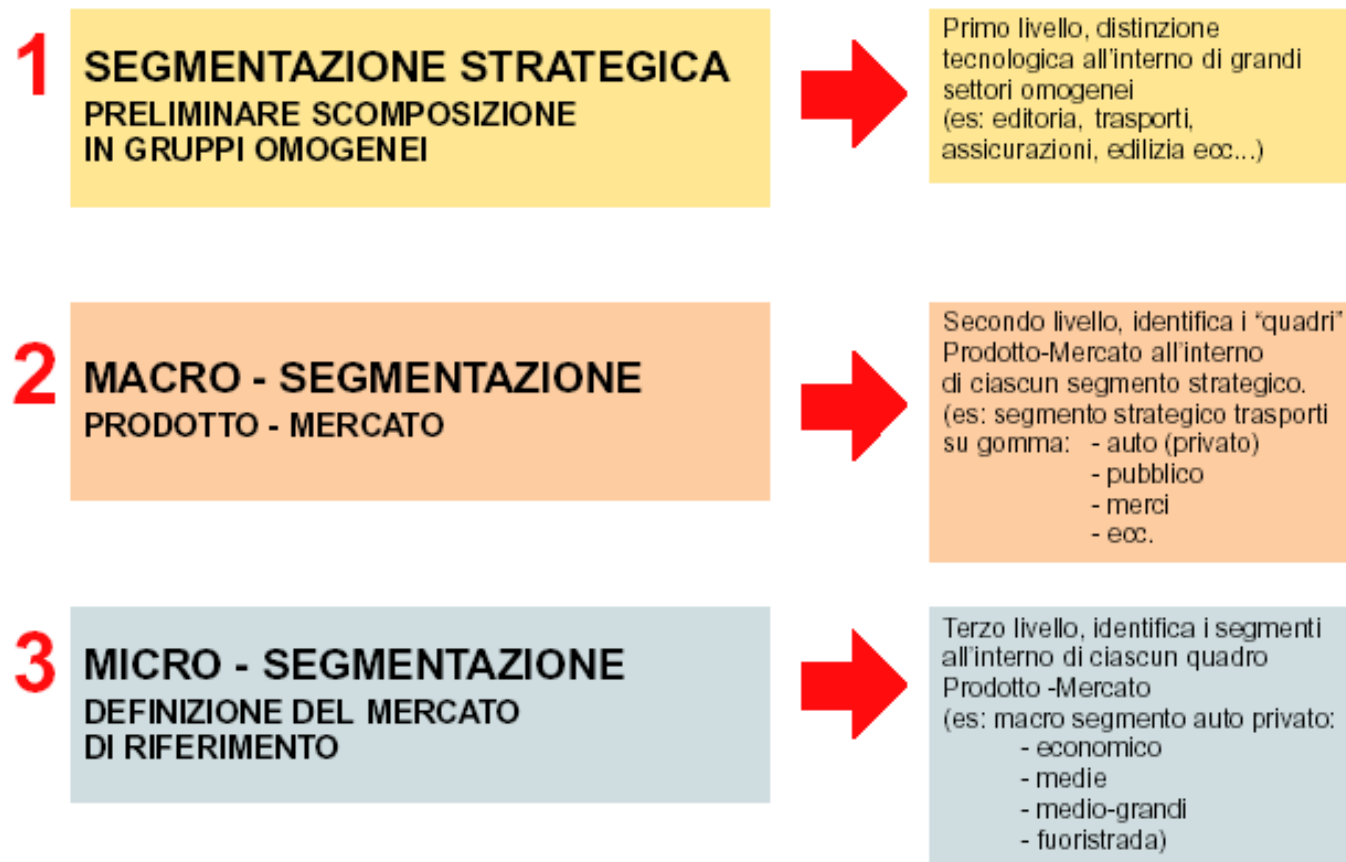 1
SEGMENTAZIONE STRATEGICA
PRELIMINARE SCOMPOSIZIONE
IN GRUPPI OMOGENEI
Primo livello, distinzione
tecnologica all'interno di grandi
settori omogenei
(es: editoria, trasporti,
assicurazioni, edilizia ecc...)
2
MACRO - SEGMENTAZIONE
PRODOTTO - MERCATO
Secondo livello, identifica i “quadri”
Prodotto-Mercato all'interno
di ciascun segmento strategico.
(es: segmento strategico trasporti
su gomma: - auto (privato)
- pubblico
- merci
- ecc.
3
MICRO - SEGMENTAZIONE
DEFINIZIONE DEL MERCATO
DI RIFERIMENTO
Terzo livello, identifica i segmenti
all'interno di ciascun quadro
Prodotto -Mercato
(es: macro segmento auto privato:
- economico
- medie
- medio-grandi
- fuoristrada)